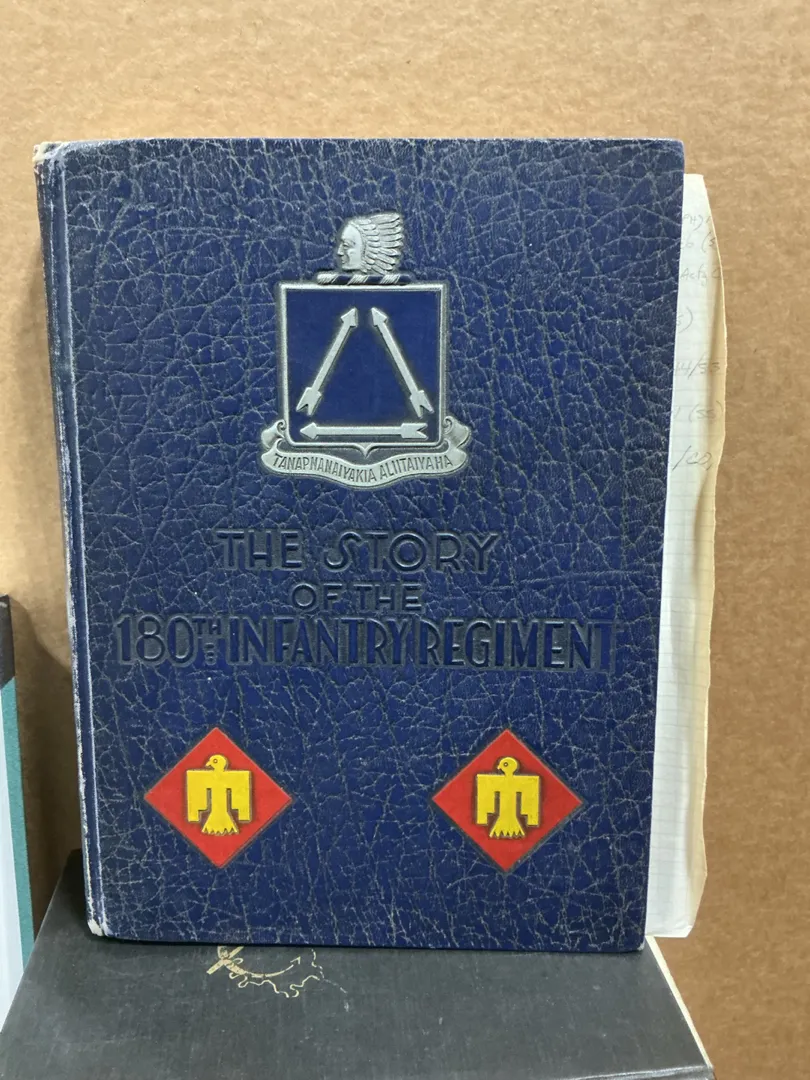 TANAPNANAIYAKIA ALIITAIYAHA
THE STORY
OF THE
180TH INFANTRY REGIMENT